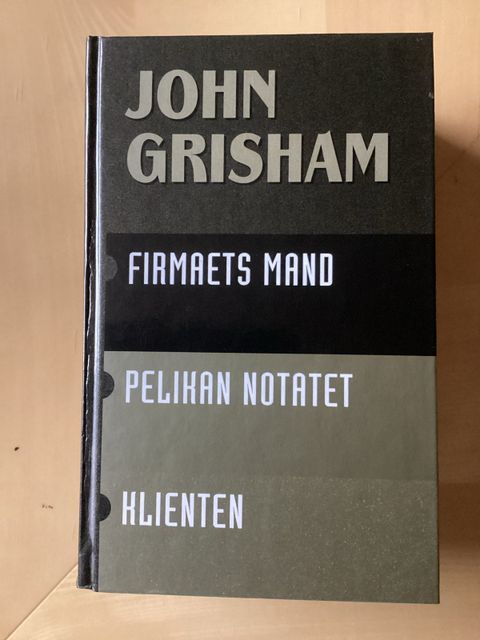 JOHN
GRISHAM
FIRMAETS MAND
PELIKAN NOTATET
KLIENTEN